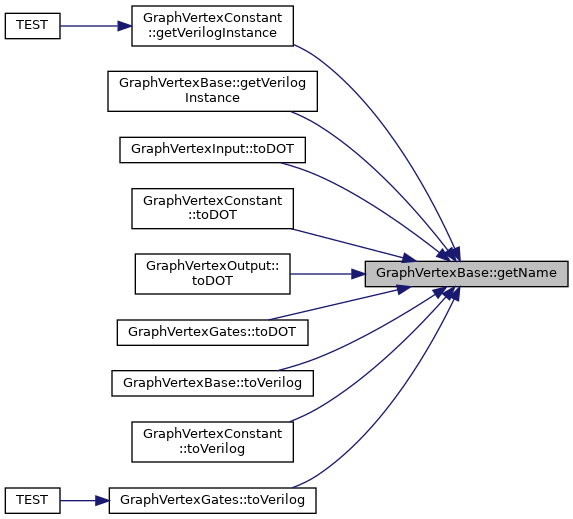 TEST
GraphVertexConstant
::getVerilogInstance
GraphVertexBase::getVerilog
Instance
GraphVertexInput::toDOT
GraphVertexConstant
::toDOT
GraphVertexOutput::
toDOT
GraphVertexBase::getName
GraphVertexGates::toDOT
GraphVertexBase::toVerilog
GraphVertexConstant
::toVerilog
TEST
GraphVertexGates::toVerilog